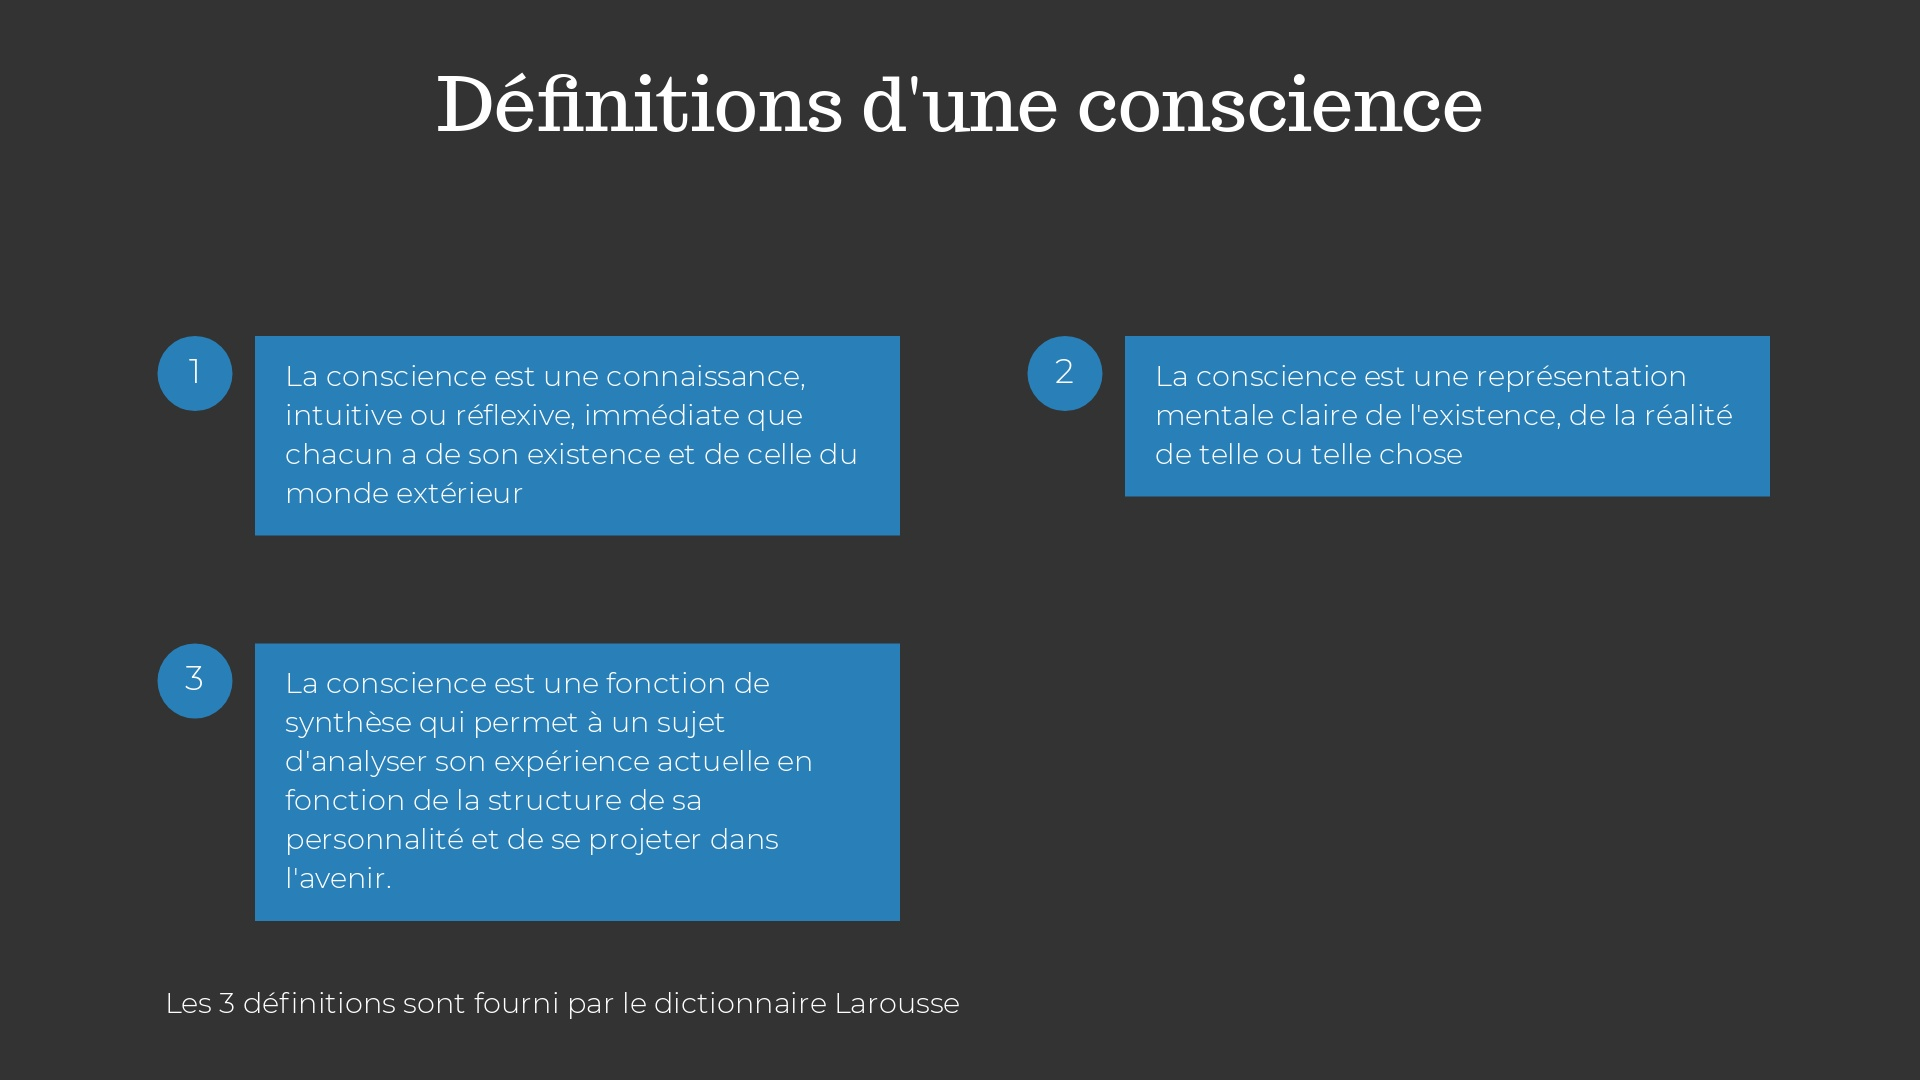 Définitions d'une conscience
1
La conscience est une connaissance,
intuitive ou réflexive, immédiate que
chacun a de son existence et de celle du
monde extérieur
2
La conscience est une représentation
mentale claire de l'existence, de la réalité
de telle ou telle chose
3
La conscience est une fonction de
synthèse qui permet à un sujet
d'analyser son expérience actuelle en
fonction de la structure de sa
personnalité et de se projeter dans
l'avenir.
Les 3 définitions sont fourni par le dictionnaire Larousse